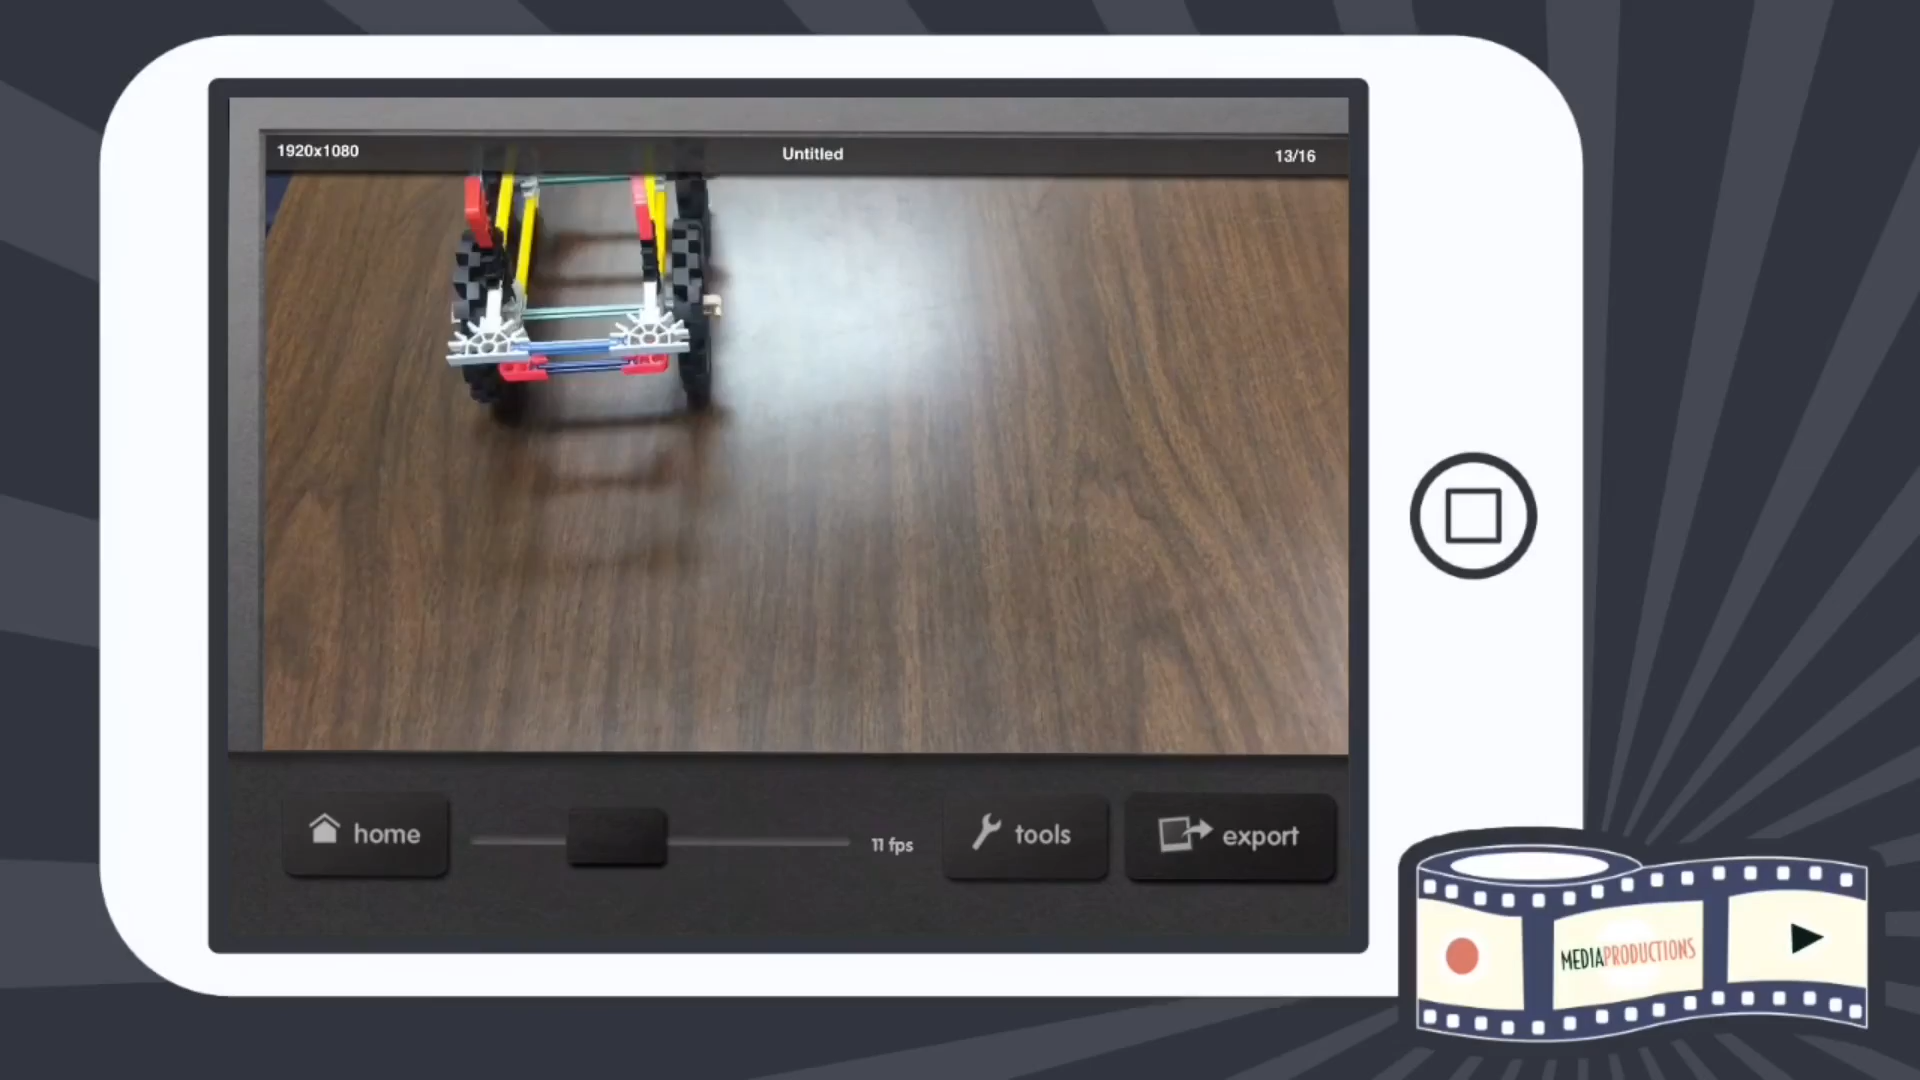 1920x1080
Untitled
13/16
home
11 fps
tools
export
MEDIAPRODUCTIONS